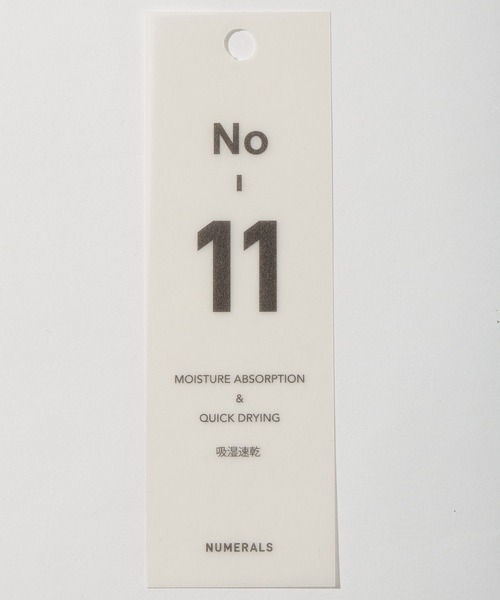 No
-
11
MOISTURE ABSORPTION
&
QUICK DRYING
吸湿速乾
NUMERALS